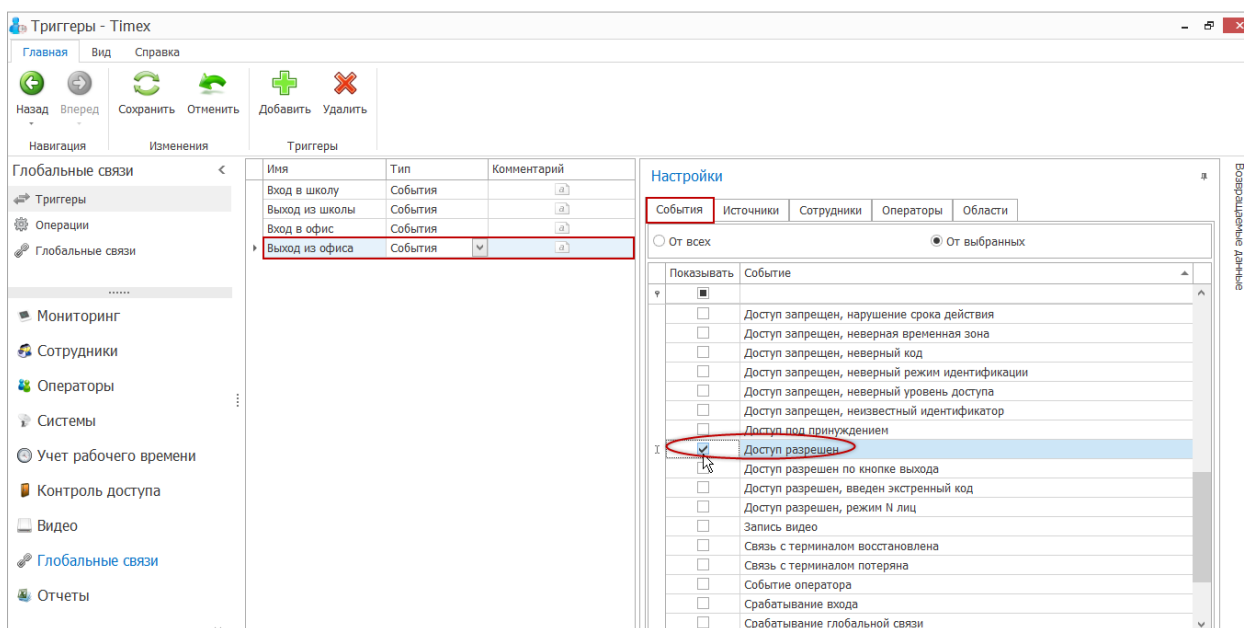 Триггеры - Timex
Главная Вид Справка
Назад Вперед Сохранить Отменить Добавить Удалить
Навигация Изменения Триггеры
Глобальные связи
Триггеры
Операции
Глобальные связи
Мониторинг
Сотрудники
Операторы
Системы
Учет рабочего времени
Контроль доступа
Видео
Глобальные связи
Отчеты
Имя Тип Комментарий
Вход в школу События a
Выход из школы События a
Вход в офис События a
Выход из офиса События a
Настройки
События Источники Сотрудники Операторы Области
От всех От выбранных
Показывать Событие
Доступ запрещен, нарушение срока действия
Доступ запрещен, неверная временная зона
Доступ запрещен, неверный код
Доступ запрещен, неверный режим идентификации
Доступ запрещен, неверный уровень доступа
Доступ запрещен, неизвестный идентификатор
Доступ под принуждением
Доступ разрешен
Доступ разрешен по кнопке выхода
Доступ разрешен, введен экстренный код
Доступ разрешен, режим N лиц
Запись видео
Связь с терминалом восстановлена
Связь с терминалом потеряна
Событие оператора
Срабатывание входа
Срабатывание глобальной связи
Возвращаемые данные